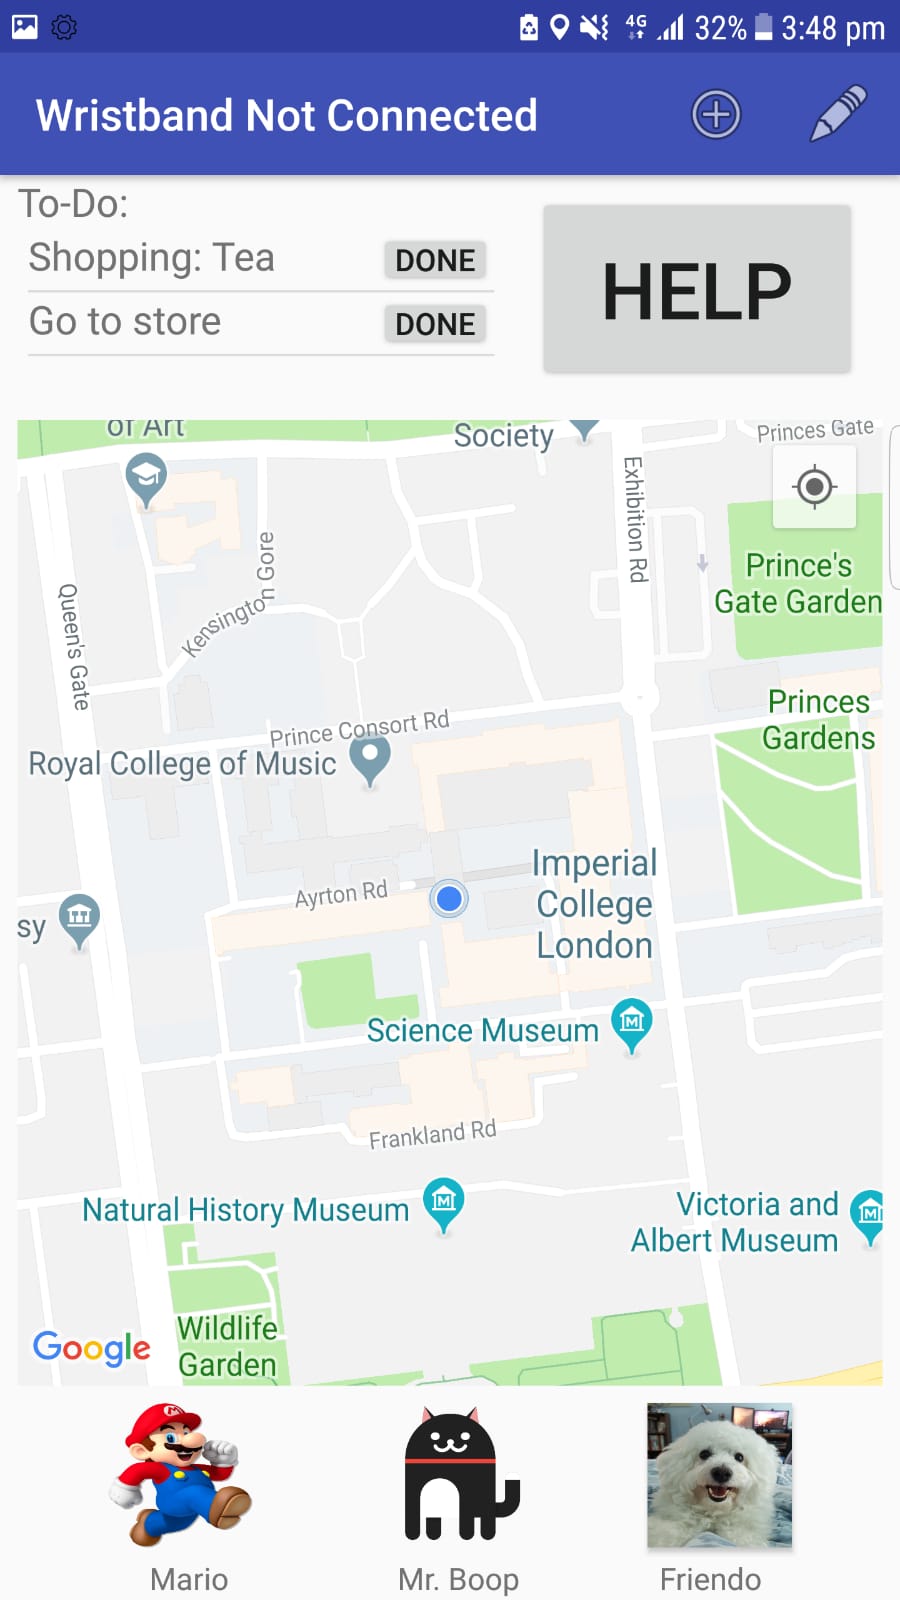 4G 32% 3:48 pm
Wristband Not Connected
To-Do:
Shopping: Tea DONE
Go to store DONE
HELP
of Art
Society
Princes Gate
Exhibition Rd
Queen's Gate
Kensington Gore
Prince's
Gate Garden
Princes
Gardens
Prince Consort Rd
Royal College of Music
Imperial
College
London
Ayrton Rd
sy
Science Museum
Frankland Rd
Natural History Museum
Victoria and
Albert Museum
Wildlife
Garden
Google
Mario
Mr. Boop
Friendo